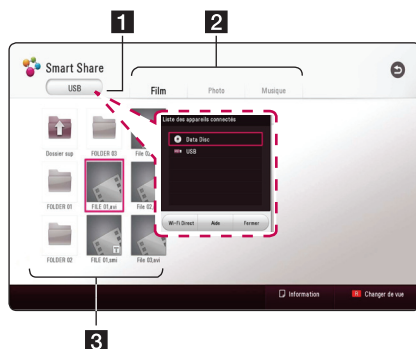 1
2
Smart Share
USB
Film
Photo
Musique
Liste des appareils connectés
Data Disc
USB
Wi-Fi Direct
Aide
Fermer
Dossier sup
FOLDER 03
FOLDER 01
FILE 01.avi
File 02.
FOLDER 02
FILE 01.smi
File 03.avi
Information
Changer de vue
3